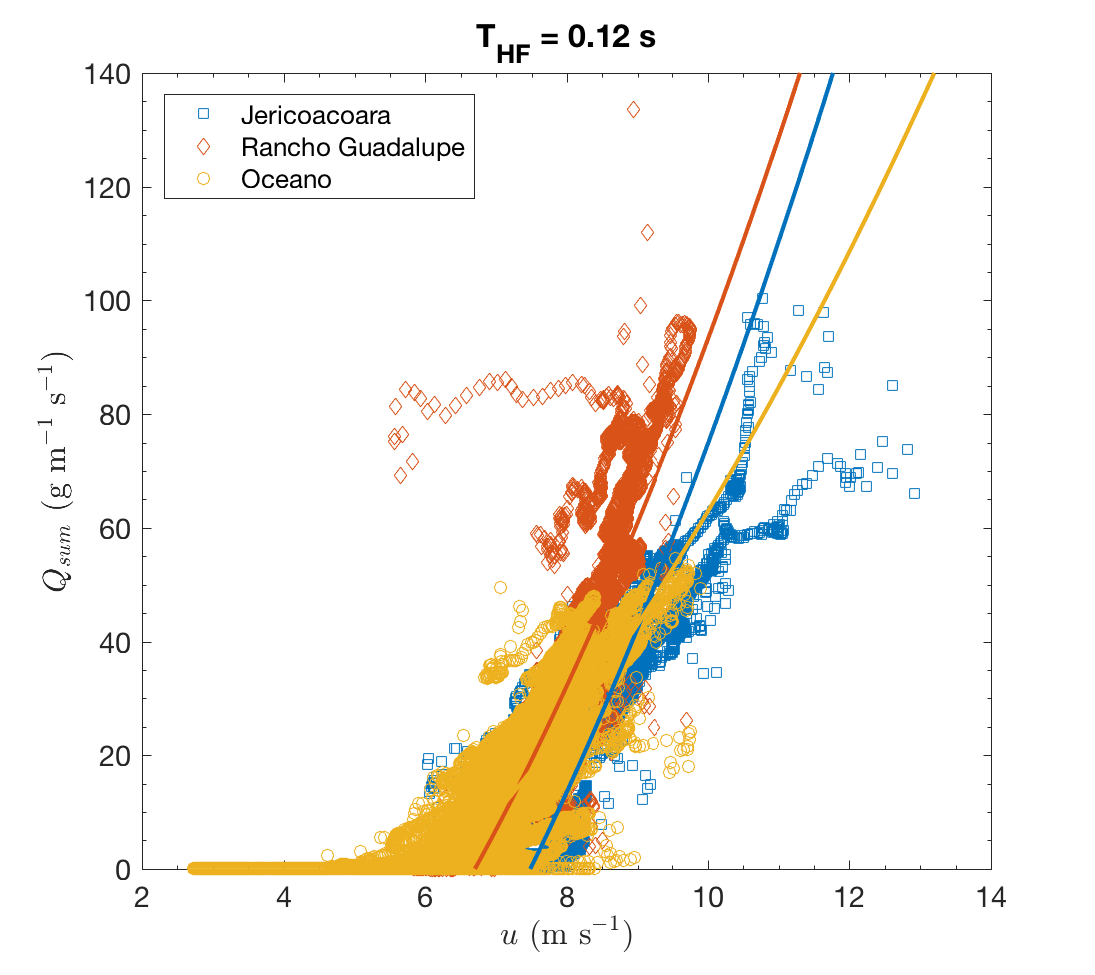 T_HF = 0.12 s
140
Jericoacoara
Rancho Guadalupe
Oceano
120
100
80
60
40
20
0
Q_sum (g m⁻¹ s⁻¹)
2 4 6 8 10 12 14
u (m s⁻¹)